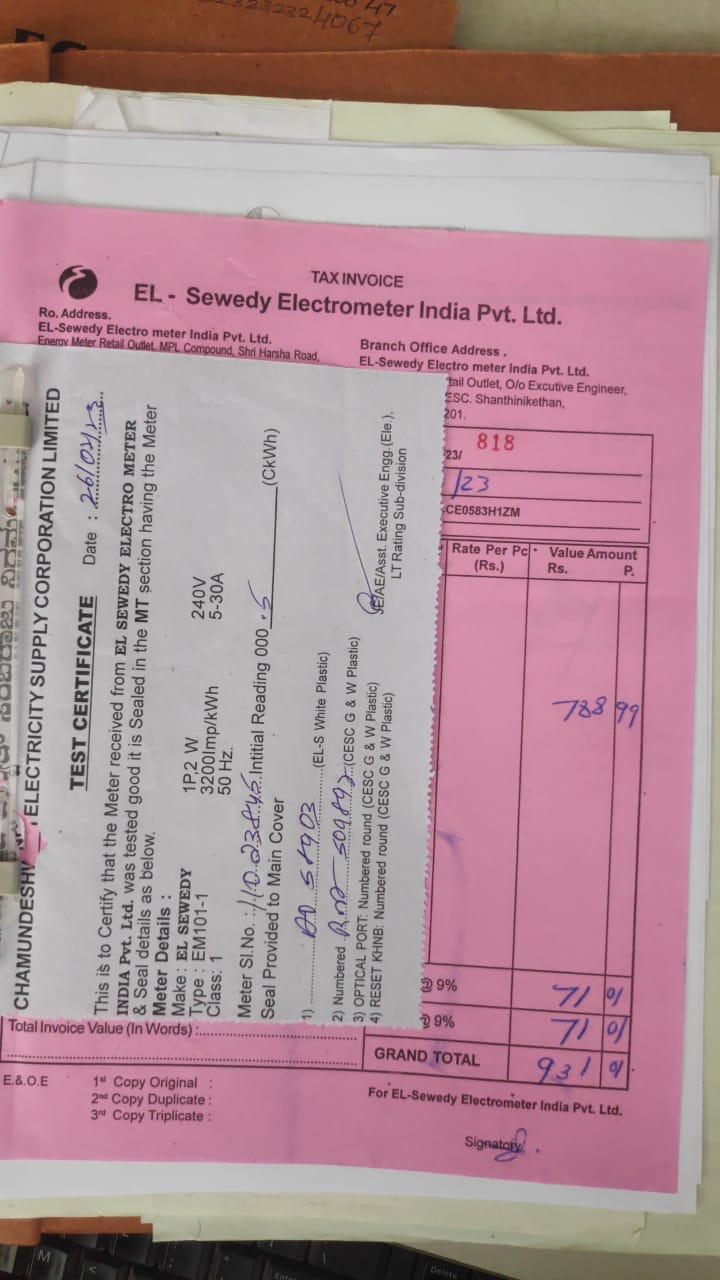 4067
TAX INVOICE
EL - Sewedy Electrometer India Pvt. Ltd.
Ro. Address.
EL-Sewedy Electro meter India Pvt. Ltd.
Energy Meter Retail Outlet, MPL Compound, Shri Harsha Road,
Branch Office Address .
EL-Sewedy Electro meter India Pvt. Ltd.
tail Outlet, O/o Excutive Engineer,
ESC. Shanthinikethan,
201.
23/ 818
/23
CE0583H1ZM
Rate Per Pc. (Rs.)
Value Amount
Rs. P.
788 99
@ 9% 71 01
@ 9% 71 01
GRAND TOTAL 931 01
Total Invoice Value (In Words) :
E.&.O.E
1st Copy Original :
2nd Copy Duplicate :
3rd Copy Triplicate :
For EL-Sewedy Electrometer India Pvt. Ltd.
Signatory
ELECTRICITY SUPPLY CORPORATION LIMITED
TEST CERTIFICATE Date :
This is to Certify that the Meter received from EL SEWEDY ELECTRO METER
INDIA Pvt. Ltd. was tested good it is Sealed in the MT section having the Meter
& Seal details as below.
Meter Details :
Make : EL SEWEDY 1P.2 W 240V
Type : EM101-1 3200Imp/kWh 5-30A
Class: 1 50 Hz.
Meter Sl.No. : Intitial Reading 000 .5 (CkWh)
Seal Provided to Main Cover
1) (EL-S White Plastic)
2) Numbered (CESC G & W Plastic)
3) OPTICAL PORT: Numbered round (CESC G & W Plastic)
4) RESET KHNB: Numbered round (CESC G & W Plastic)
JE/AE/Asst. Executive Engg.(Ele.),
LT Rating Sub-division